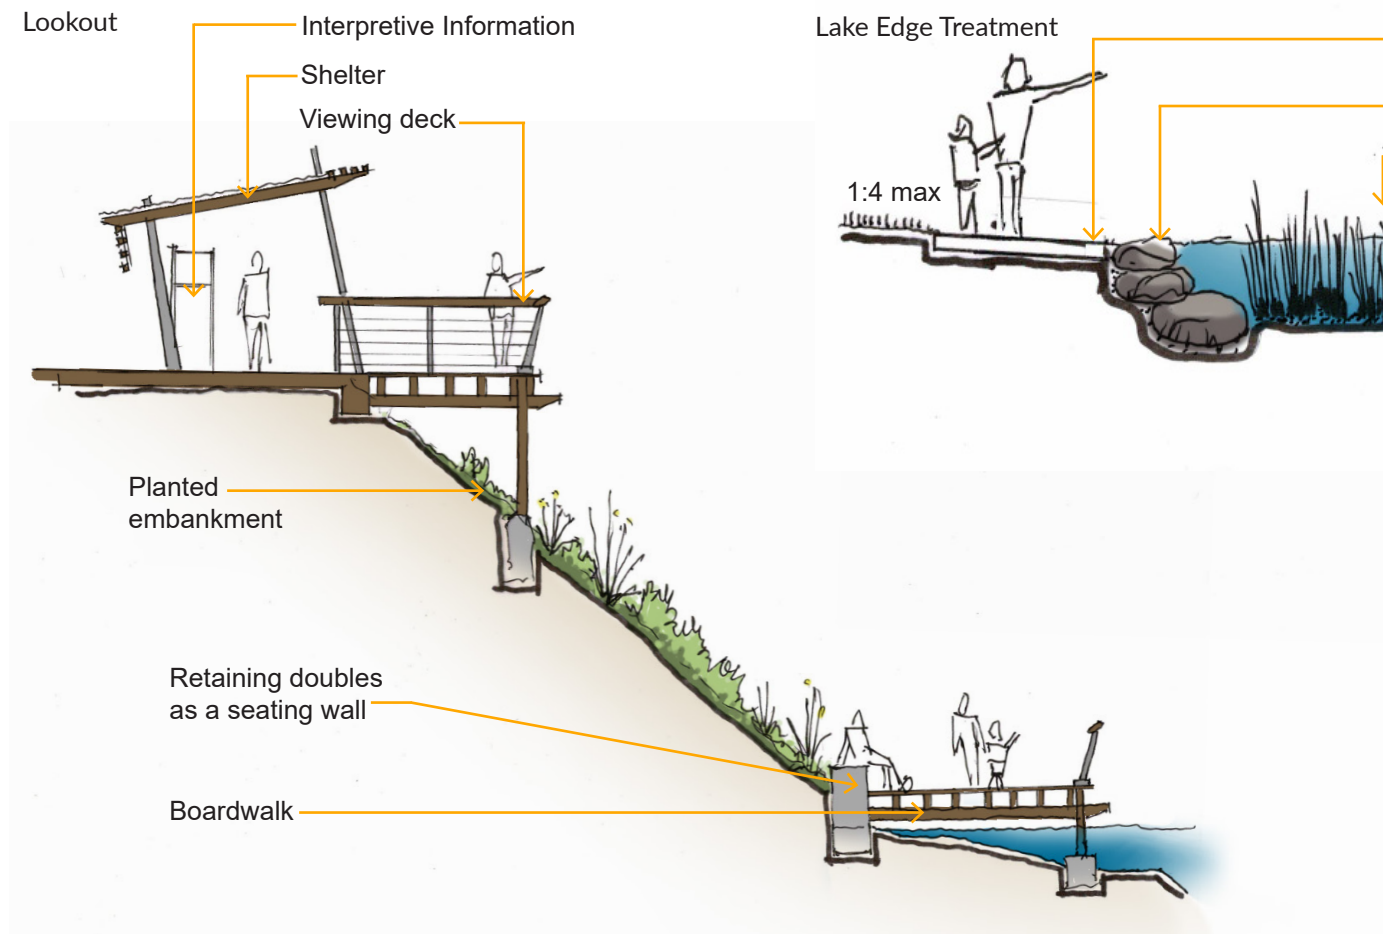 Lookout
Interpretive Information
Shelter
Viewing deck
Planted
embankment
Retaining doubles
as a seating wall
Boardwalk
Lake Edge Treatment
1:4 max